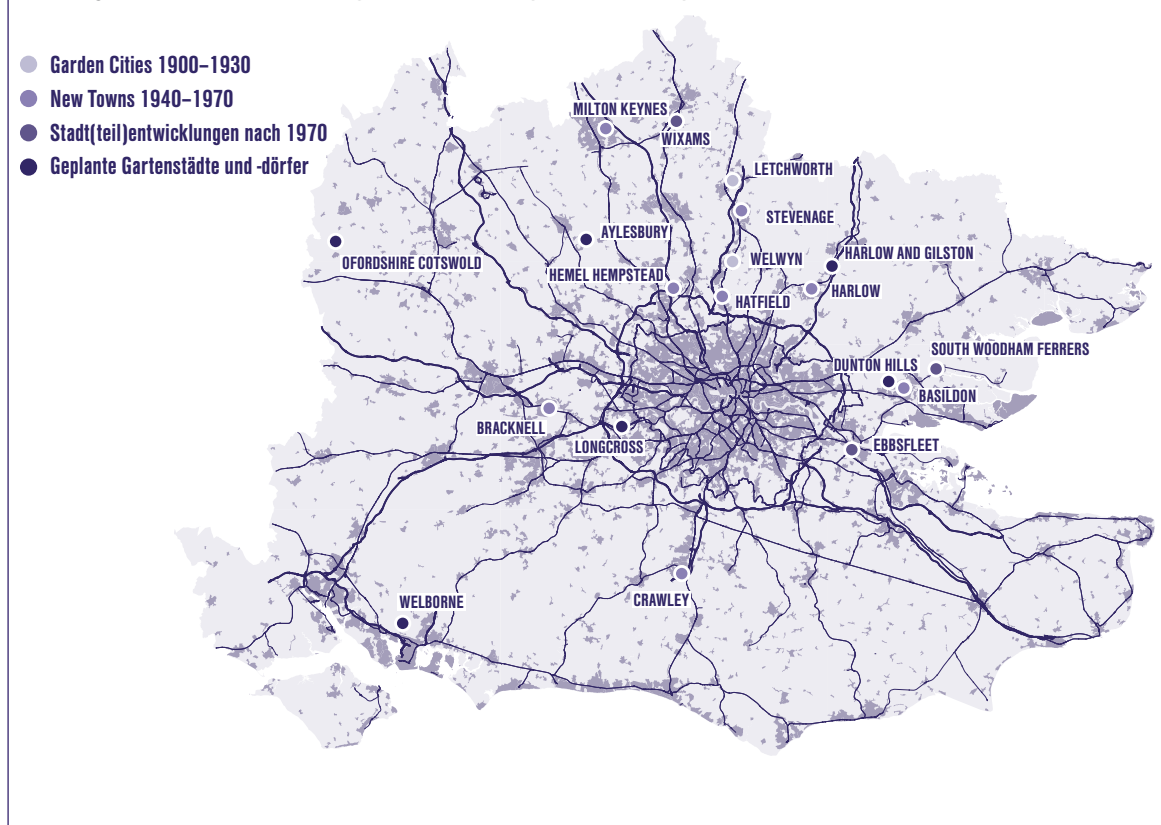 Garden Cities 1900–1930
New Towns 1940–1970
Stadt(teil)entwicklungen nach 1970
Geplante Gartenstädte und -dörfer
MILTON KEYNES
WIXAMS
LETCHWORTH
STEVENAGE
AYLESBURY
OFORDSHIRE COTSWOLD
WELWYN
HARLOW AND GILSTON
HEMEL HEMPSTEAD
HATFIELD
HARLOW
SOUTH WOODHAM FERRERS
DUNTON HILLS
BASILDON
BRACKNELL
LONGCROSS
EBBSFLEET
WELBORNE
CRAWLEY